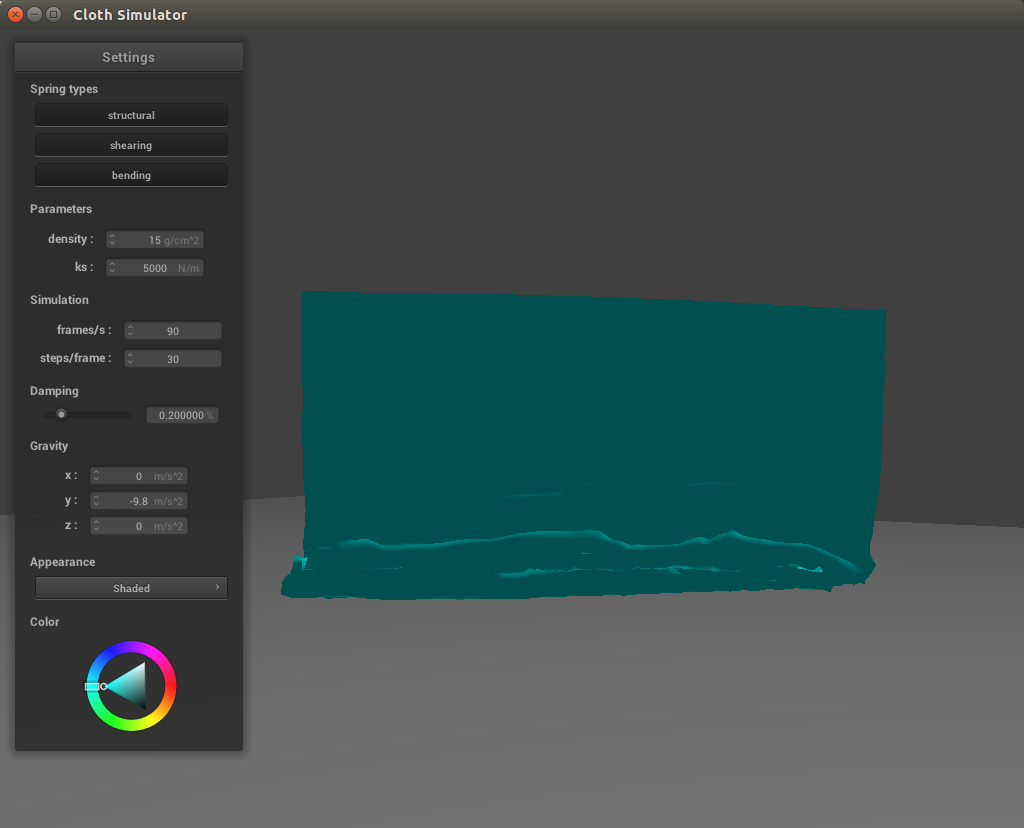 Cloth Simulator
Settings
Spring types
structural
shearing
bending
Parameters
density : 15 g/cm^2
ks : 5000 N/m
Simulation
frames/s : 90
steps/frame : 30
Damping
0.200000 %
Gravity
x : 0 m/s^2
y : -9.8 m/s^2
z : 0 m/s^2
Appearance
Shaded
Color